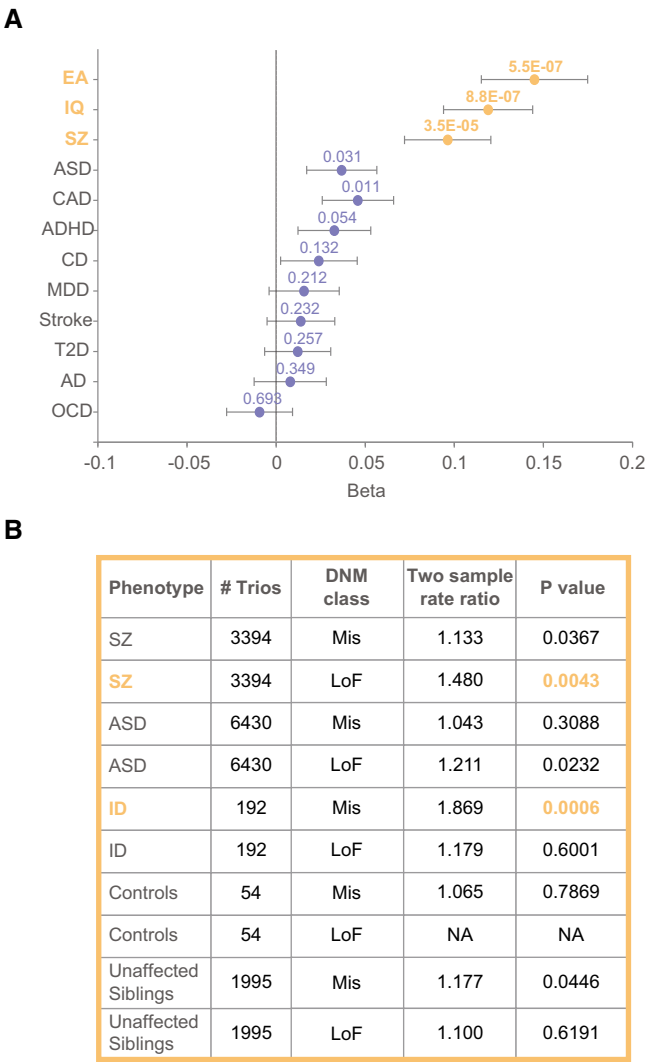 A
EA
5.5E-07
IQ
8.8E-07
SZ
3.5E-05
ASD
0.031
CAD
0.011
ADHD
0.054
CD
0.132
MDD
0.212
Stroke
0.232
T2D
0.257
AD
0.349
OCD
0.693
-0.1 -0.05 0 0.05 0.1 0.15 0.2
Beta
B
Phenotype # Trios DNM class Two sample rate ratio P value
SZ 3394 Mis 1.133 0.0367
SZ 3394 LoF 1.480 0.0043
ASD 6430 Mis 1.043 0.3088
ASD 6430 LoF 1.211 0.0232
ID 192 Mis 1.869 0.0006
ID 192 LoF 1.179 0.6001
Controls 54 Mis 1.065 0.7869
Controls 54 LoF NA NA
Unaffected Siblings 1995 Mis 1.177 0.0446
Unaffected Siblings 1995 LoF 1.100 0.6191